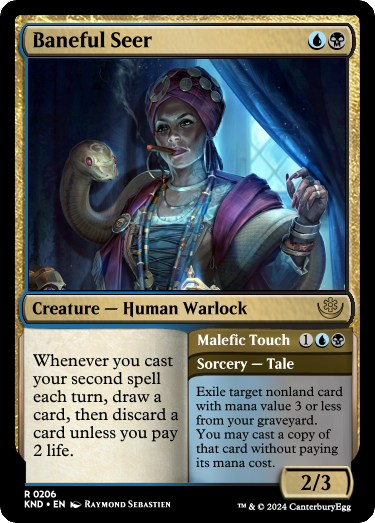 Baneful Seer
Creature — Human Warlock
Whenever you cast
your second spell
each turn, draw a
card, then discard a
card unless you pay
2 life.
Malefic Touch 1
Sorcery — Tale
Exile target nonland card
with mana value 3 or less
from your graveyard.
You may cast a copy of
that card without paying
its mana cost.
2/3
R 0206
KND • EN Raymond Sebastien
™ & © 2024 CanterburyEgg